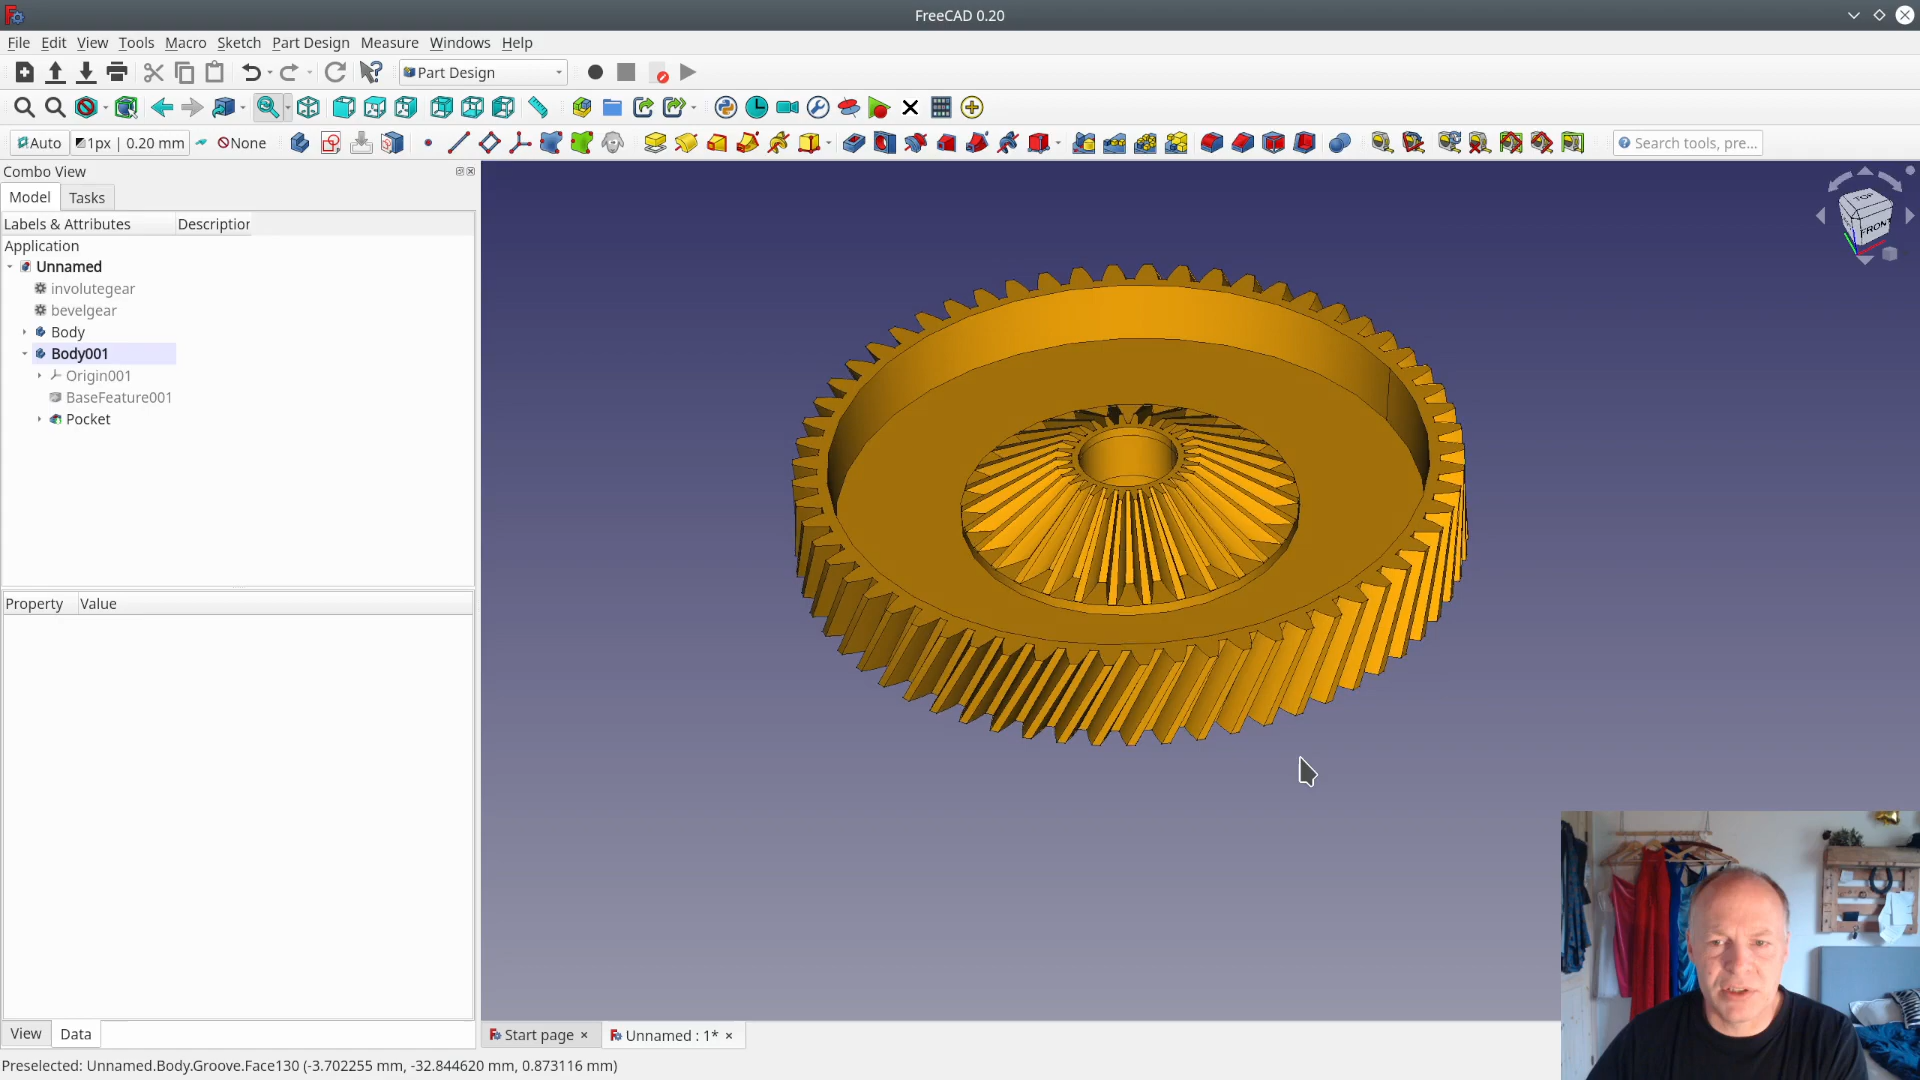 FreeCAD 0.20
File Edit View Tools Macro Sketch Part Design Measure Windows Help
Part Design
Auto 1px | 0.20 mm None Search tools, pre...
Combo View
Model Tasks
Labels & Attributes Description
Application
Unnamed
involutegear
bevelgear
Body
Body001
Origin001
BaseFeature001
Pocket
TOP
FRONT
Property Value
View Data
Start page Unnamed : 1*
Preselected: Unnamed.Body.Groove.Face130 (-3.702255 mm, -32.844620 mm, 0.873116 mm)